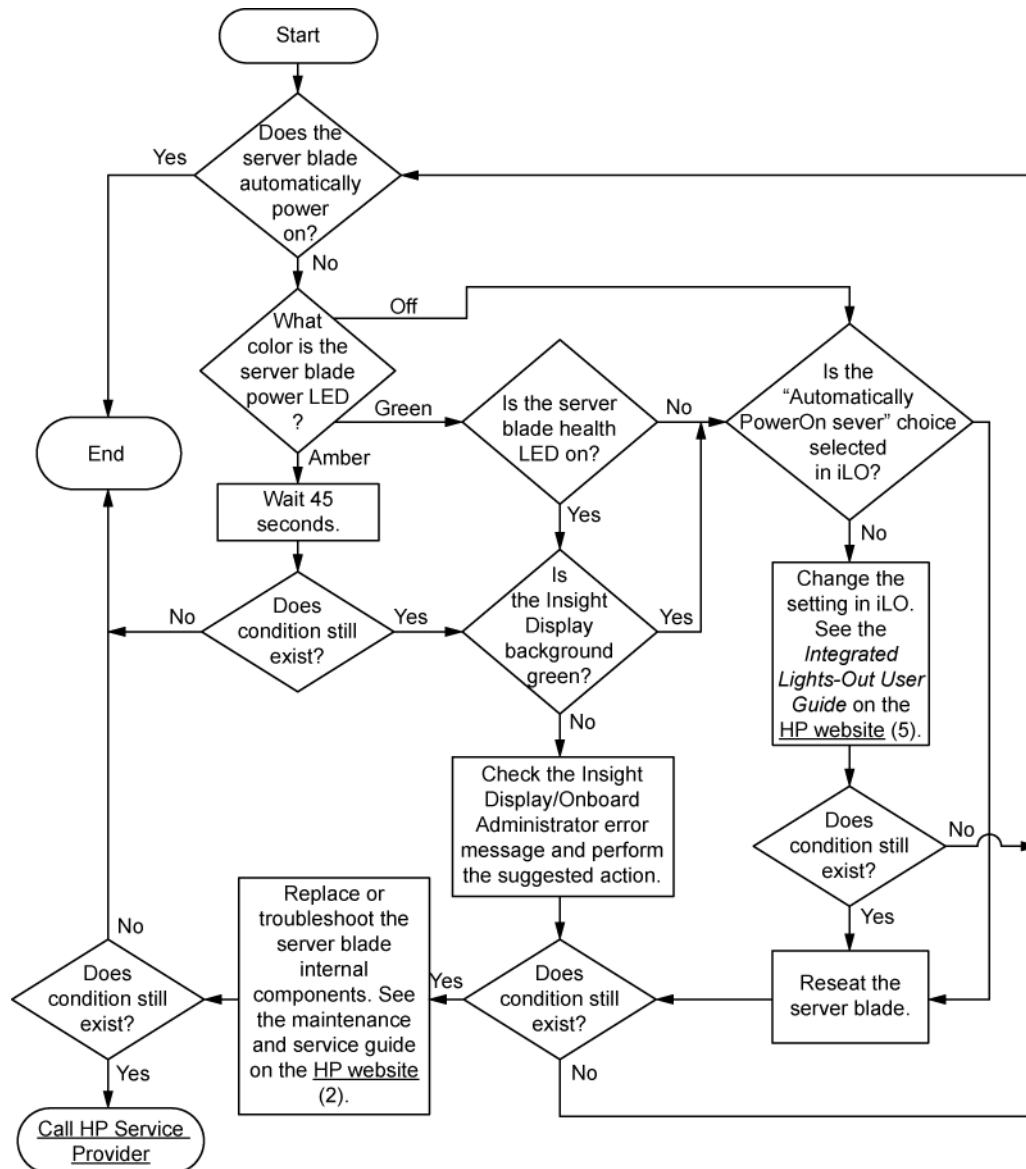 Start
Does the
server blade
automatically
power
on?
Yes
No
What
color is the
server blade
power LED
?
Off
Green
Amber
Is the server
blade health
LED on?
No
Yes
Is the
“Automatically
PowerOn sever” choice
selected
in iLO?
No
End
Wait 45
seconds.
Does
condition still
exist?
No
Yes
Is
the Insight
Display
background
green?
Yes
No
Change the
setting in iLO.
See the
Integrated
Lights-Out User
Guide on the
HP website (5).
Check the Insight
Display/Onboard
Administrator error
message and perform
the suggested action.
Does
condition still
exist?
No
Yes
Reseat the
server blade.
Does
condition still
exist?
Yes
No
Replace or
troubleshoot the
server blade
internal
components. See
the maintenance
and service guide
on the HP website
(2).
Does
condition still
exist?
No
Yes
Call HP Service
Provider